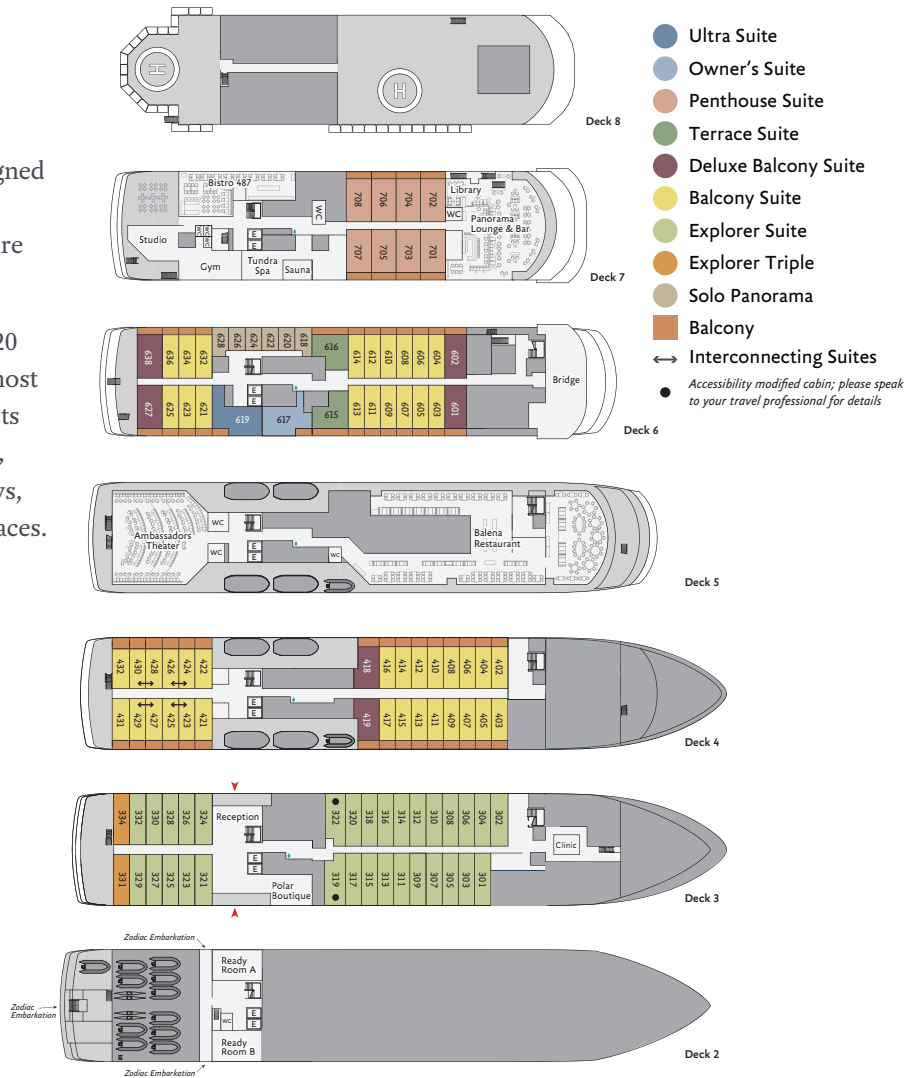 gned
re
20
nost
sts
,
ys,
aces.
Ultra Suite
Owner's Suite
Penthouse Suite
Terrace Suite
Deluxe Balcony Suite
Balcony Suite
Explorer Suite
Explorer Triple
Solo Panorama
Balcony
Interconnecting Suites
Accessibility modified cabin; please speak
to your travel professional for details
H
H
Deck 8
Bistro 487
Studio
WC
WC
WC
E
E
Gym
Tundra
Spa
Sauna
WC
708
706
704
702
707
705
703
701
Library
WC
Panorama
Lounge & Bar
Deck 7
638
636
634
632
628
626
624
622
620
618
616
614
612
610
608
606
604
602
627
625
623
621
619
617
615
613
611
609
607
605
603
601
E
E
Bridge
Deck 6
Ambassadors
Theater
WC
WC
E
E
WC
Balena
Restaurant
Deck 5
432
430
428
426
424
422
418
416
414
412
410
408
406
404
402
431
429
427
425
423
421
419
417
415
413
411
409
407
405
403
E
E
Deck 4
334
332
330
328
326
324
Reception
322
320
318
316
314
312
310
308
306
304
302
331
329
327
325
323
321
E
E
Polar
Boutique
319
317
315
313
311
309
307
305
303
301
Clinic
Deck 3
Zodiac Embarkation
Ready
Room A
Zodiac
Embarkation
WC
E
E
Ready
Room B
Zodiac Embarkation
Deck 2